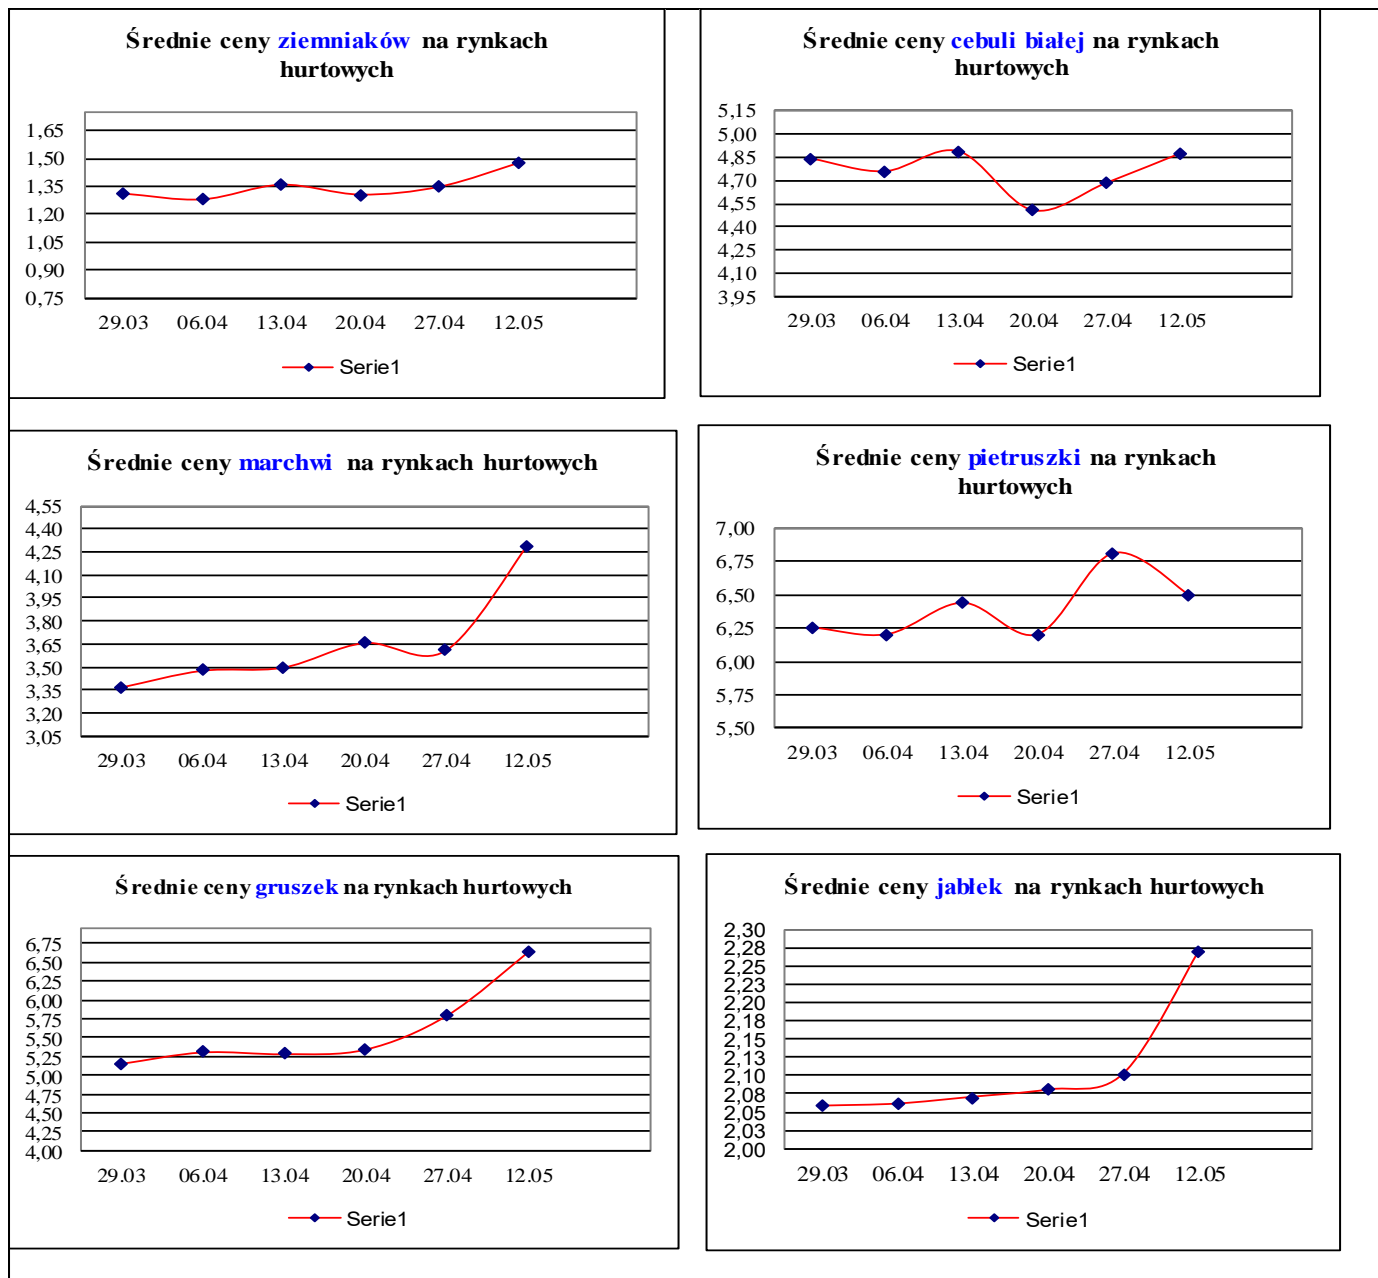 Średnie ceny ziemniaków na rynkach
hurtowych
1,65
1,50
1,35
1,20
1,05
0,90
0,75
29.03 06.04 13.04 20.04 27.04 12.05
Serie1
Średnie ceny cebuli białej na rynkach
hurtowych
5,15
5,00
4,85
4,70
4,55
4,40
4,25
4,10
3,95
29.03 06.04 13.04 20.04 27.04 12.05
Serie1
Średnie ceny marchwi na rynkach hurtowych
4,55
4,40
4,25
4,10
3,95
3,80
3,65
3,50
3,35
3,20
3,05
29.03 06.04 13.04 20.04 27.04 12.05
Serie1
Średnie ceny pietruszki na rynkach
hurtowych
7,00
6,75
6,50
6,25
6,00
5,75
5,50
29.03 06.04 13.04 20.04 27.04 12.05
Serie1
Średnie ceny gruszek na rynkach hurtowych
6,75
6,50
6,25
6,00
5,75
5,50
5,25
5,00
4,75
4,50
4,25
4,00
29.03 06.04 13.04 20.04 27.04 12.05
Serie1
Średnie ceny jabłek na rynkach hurtowych
2,30
2,28
2,25
2,23
2,20
2,18
2,15
2,13
2,10
2,08
2,05
2,03
2,00
29.03 06.04 13.04 20.04 27.04 12.05
Serie1